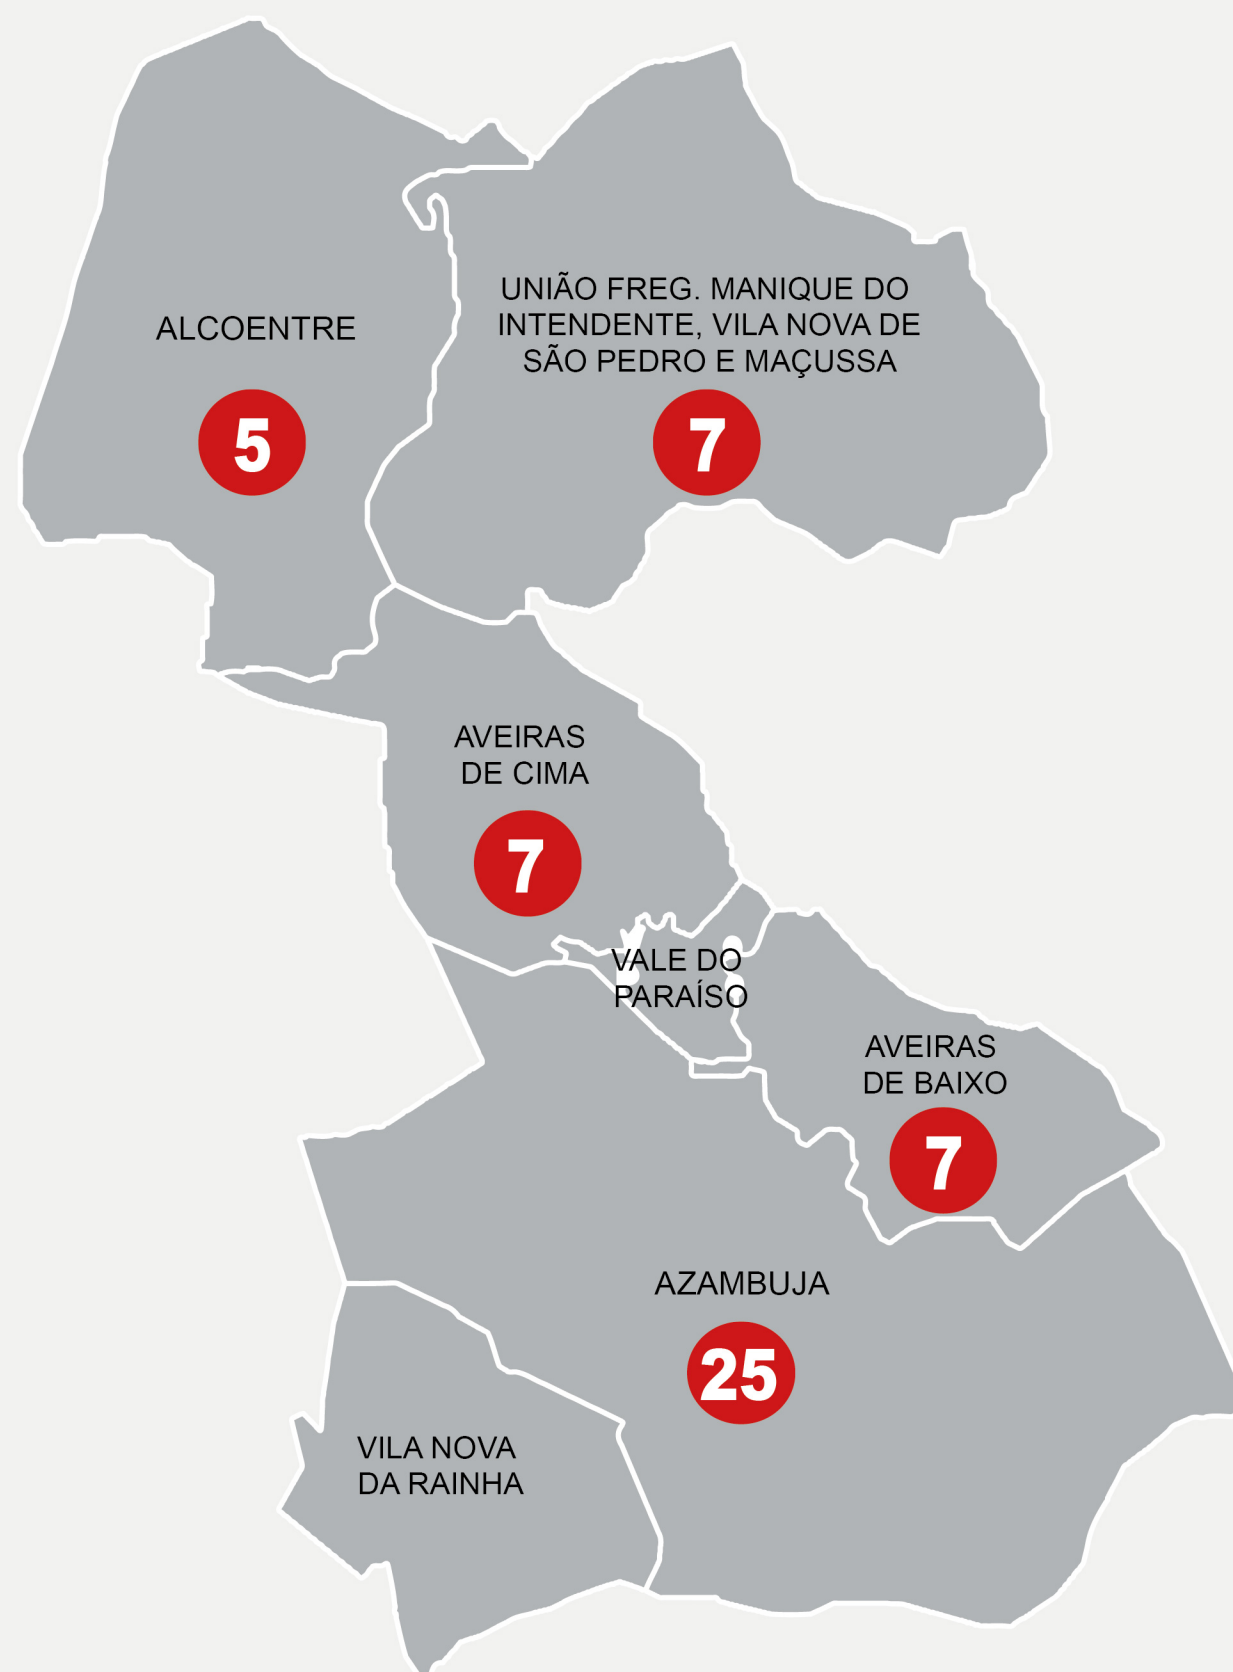 ALCOENTRE
5
UNIÃO FREG. MANIQUE DO
INTENDENTE, VILA NOVA DE
SÃO PEDRO E MAÇUSSA
7
AVEIRAS
DE CIMA
7
VALE DO
PARAÍSO
AVEIRAS
DE BAIXO
7
AZAMBUJA
25
VILA NOVA
DA RAINHA